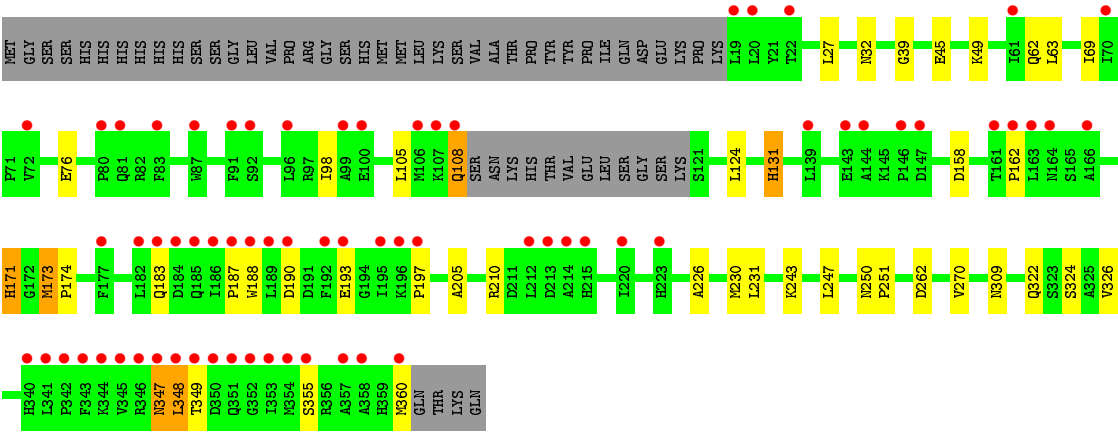 MET GLY SER SER HIS HIS HIS HIS HIS HIS SER SER GLY LEU VAL PRO ARG GLY SER HIS MET MET LEU LYS SER VAL ALA THR PRO TYR TYR PRO ILE GLN ASP GLU LYS PRO LYS L19 L20 Y21 T22 L27 N32 G39 E45 K49 I61 Q62 L63 I69 I70
P71 V72 E76 P80 Q81 R82 F83 W87 F91 S92 L96 R97 I98 A99 E100 L105 M106 K107 Q108 SER ASN LYS HIS THR VAL GLU LEU SER GLY SER LYS S121 L124 H131 L139 E143 A144 K145 P146 D147 D158 T161 P162 L163 N164 S165 A166
H171 G172 M173 P174 F177 L182 Q183 D184 Q185 I186 P187 W188 L189 D190 D191 F192 E193 G194 I195 K196 P197 A205 R210 D211 L212 D213 A214 H215 I220 H223 A226 M230 L231 K243 L247 N250 P251 D262 V270 N309 Q322 S323 S324 A325 V326
H340 L341 P342 F343 K344 V345 R346 N347 L348 T349 D350 Q351 G352 I353 M354 S355 R356 A357 A358 H359 M360 GLN THR LYS GLN